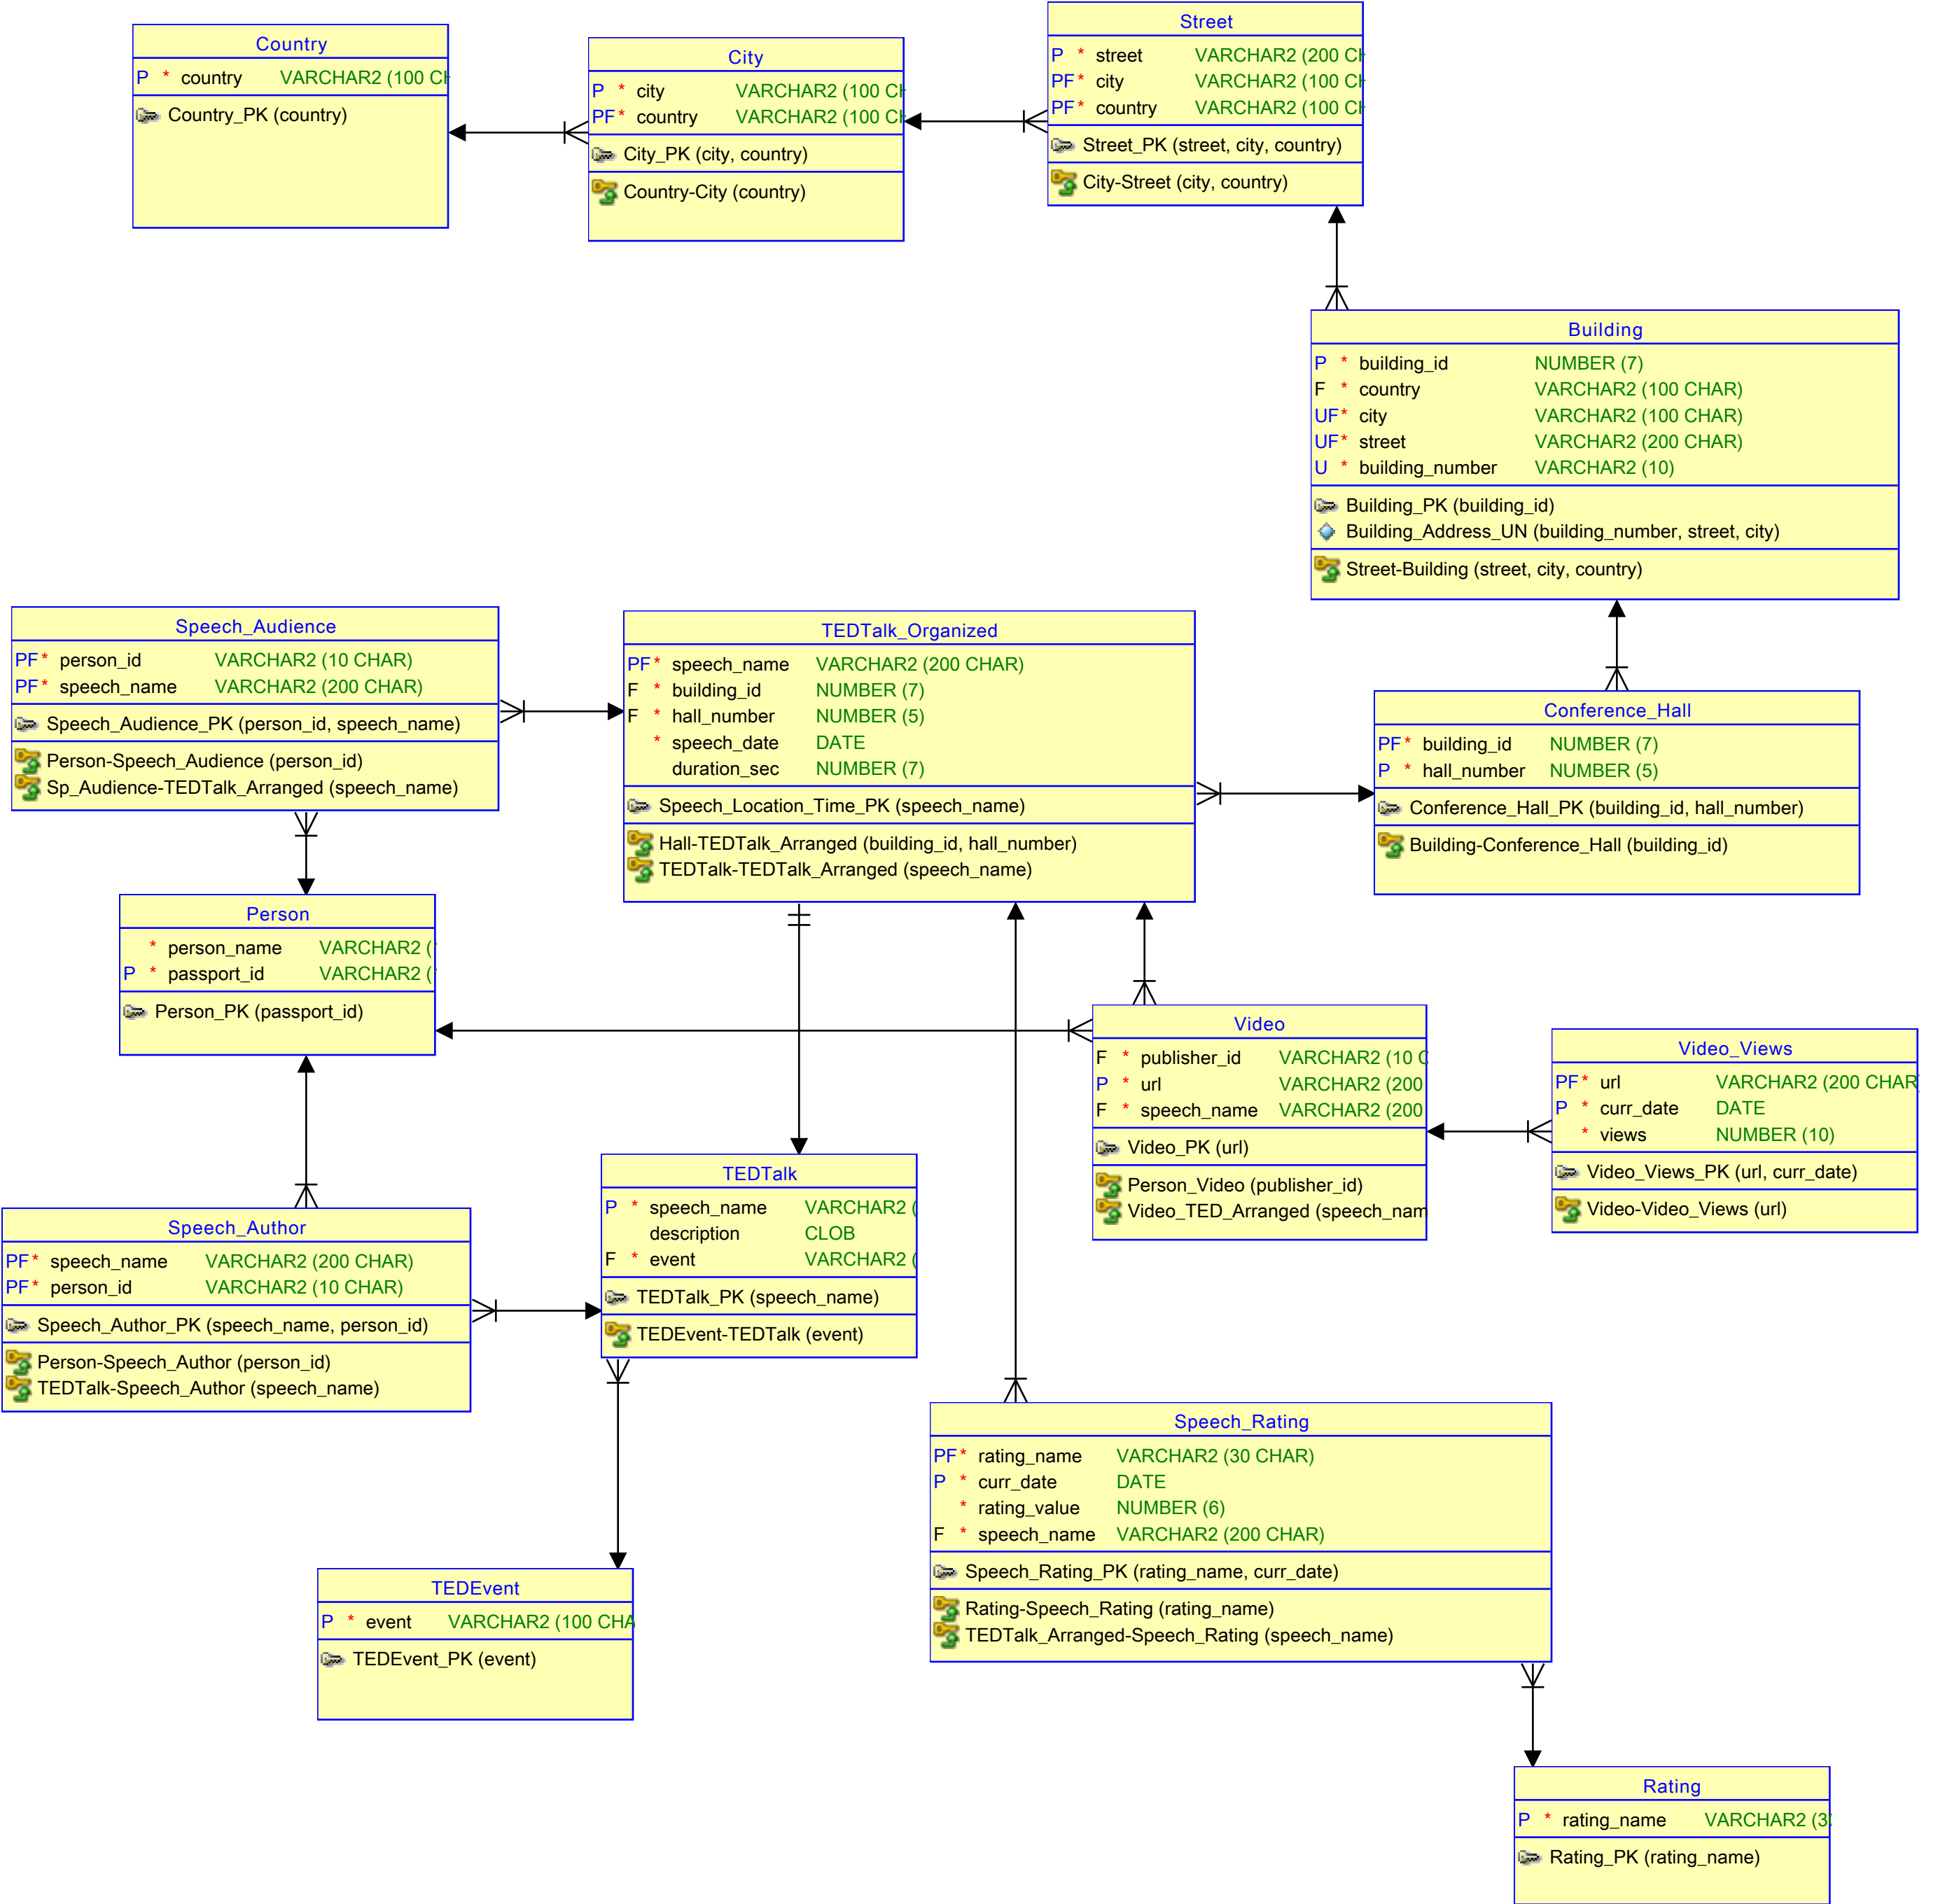 Country
P * country VARCHAR2 (100 CH
Country_PK (country)
City
P * city VARCHAR2 (100 CH
PF* country VARCHAR2 (100 CH
City_PK (city, country)
Country-City (country)
Street
P * street VARCHAR2 (200 CH
PF* city VARCHAR2 (100 CH
PF* country VARCHAR2 (100 CH
Street_PK (street, city, country)
City-Street (city, country)
Building
P * building_id NUMBER (7)
F * country VARCHAR2 (100 CHAR)
UF* city VARCHAR2 (100 CHAR)
UF* street VARCHAR2 (200 CHAR)
U * building_number VARCHAR2 (10)
Building_PK (building_id)
Building_Address_UN (building_number, street, city)
Street-Building (street, city, country)
Speech_Audience
PF* person_id VARCHAR2 (10 CHAR)
PF* speech_name VARCHAR2 (200 CHAR)
Speech_Audience_PK (person_id, speech_name)
Person-Speech_Audience (person_id)
Sp_Audience-TEDTalk_Arranged (speech_name)
TEDTalk_Organized
PF* speech_name VARCHAR2 (200 CHAR)
F * building_id NUMBER (7)
F * hall_number NUMBER (5)
* speech_date DATE
duration_sec NUMBER (7)
Speech_Location_Time_PK (speech_name)
Hall-TEDTalk_Arranged (building_id, hall_number)
TEDTalk-TEDTalk_Arranged (speech_name)
Conference_Hall
PF* building_id NUMBER (7)
P * hall_number NUMBER (5)
Conference_Hall_PK (building_id, hall_number)
Building-Conference_Hall (building_id)
Person
* person_name VARCHAR2 (
P * passport_id VARCHAR2 (
Person_PK (passport_id)
Video
F * publisher_id VARCHAR2 (10 C
P * url VARCHAR2 (200
F * speech_name VARCHAR2 (200
Video_PK (url)
Person_Video (publisher_id)
Video_TED_Arranged (speech_nam
Video_Views
PF* url VARCHAR2 (200 CHAR
P * curr_date DATE
* views NUMBER (10)
Video_Views_PK (url, curr_date)
Video-Video_Views (url)
Speech_Author
PF* speech_name VARCHAR2 (200 CHAR)
PF* person_id VARCHAR2 (10 CHAR)
Speech_Author_PK (speech_name, person_id)
Person-Speech_Author (person_id)
TEDTalk-Speech_Author (speech_name)
TEDTalk
P * speech_name VARCHAR2 (
description CLOB
F * event VARCHAR2 (
TEDTalk_PK (speech_name)
TEDEvent-TEDTalk (event)
Speech_Rating
PF* rating_name VARCHAR2 (30 CHAR)
P * curr_date DATE
* rating_value NUMBER (6)
F * speech_name VARCHAR2 (200 CHAR)
Speech_Rating_PK (rating_name, curr_date)
Rating-Speech_Rating (rating_name)
TEDTalk_Arranged-Speech_Rating (speech_name)
TEDEvent
P * event VARCHAR2 (100 CHA
TEDEvent_PK (event)
Rating
P * rating_name VARCHAR2 (3
Rating_PK (rating_name)